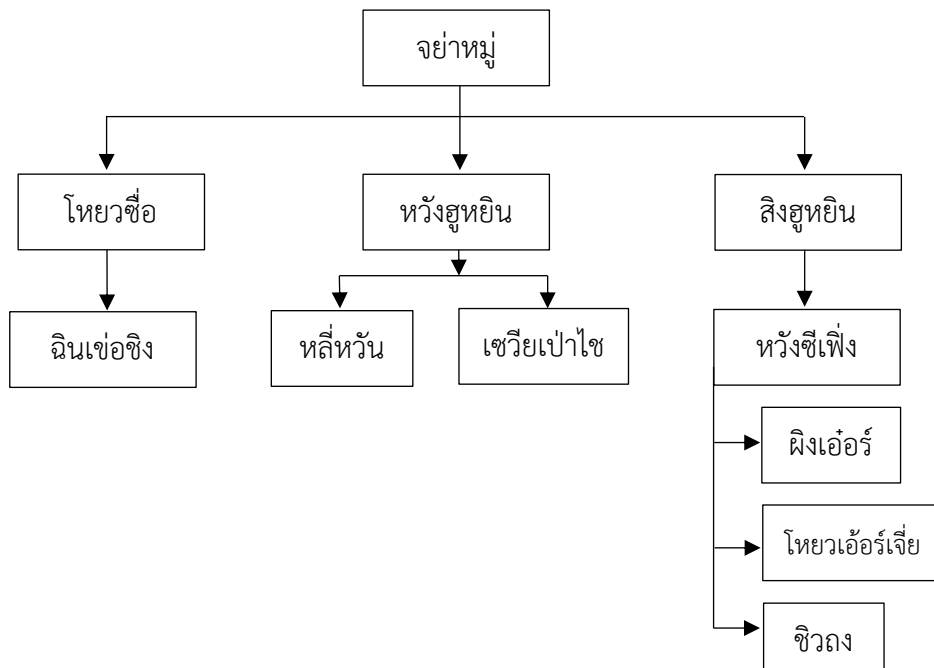 จย่าหมู่
โหยวซื่อ
หวังฮูหยิน
สิงฮูหยิน
ฉินเข่อชิง
หลี่หวัน
เซวียเป่าไช
หวังซีเฟิ่ง
ผิงเอ๋อร์
โหยวเอ้อร์เจี่ย
ชิวถง